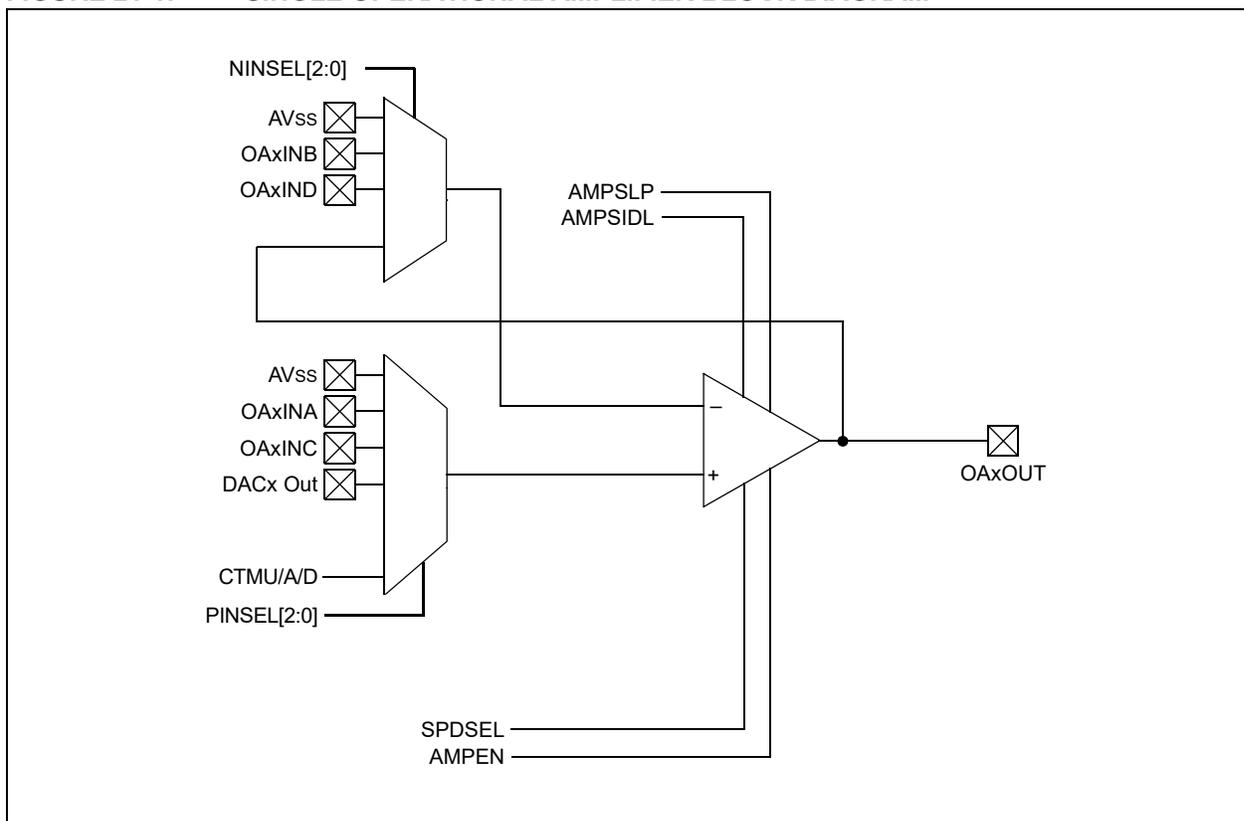 NINSEL[2:0]
AVSS
OAxINB
OAxIND
AMPSLP
AMPSIDL
AVSS
OAxINA
OAxINC
DACx Out
CTMU/A/D
PINSEL[2:0]
–
+
OAxOUT
SPDSEL
AMPEN